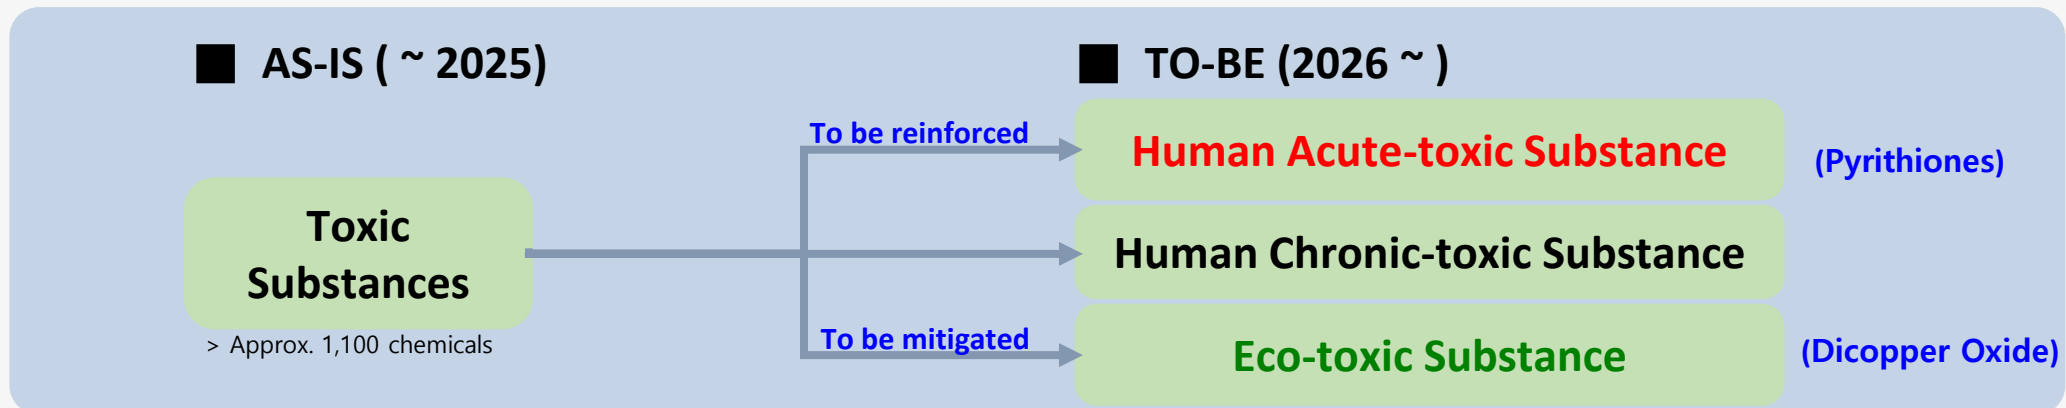 ■ AS-IS ( ~ 2025)
■ TO-BE (2026 ~ )
Toxic
Substances
> Approx. 1,100 chemicals
To be reinforced
Human Acute-toxic Substance
(Pyrithiones)
Human Chronic-toxic Substance
To be mitigated
Eco-toxic Substance
(Dicopper Oxide)